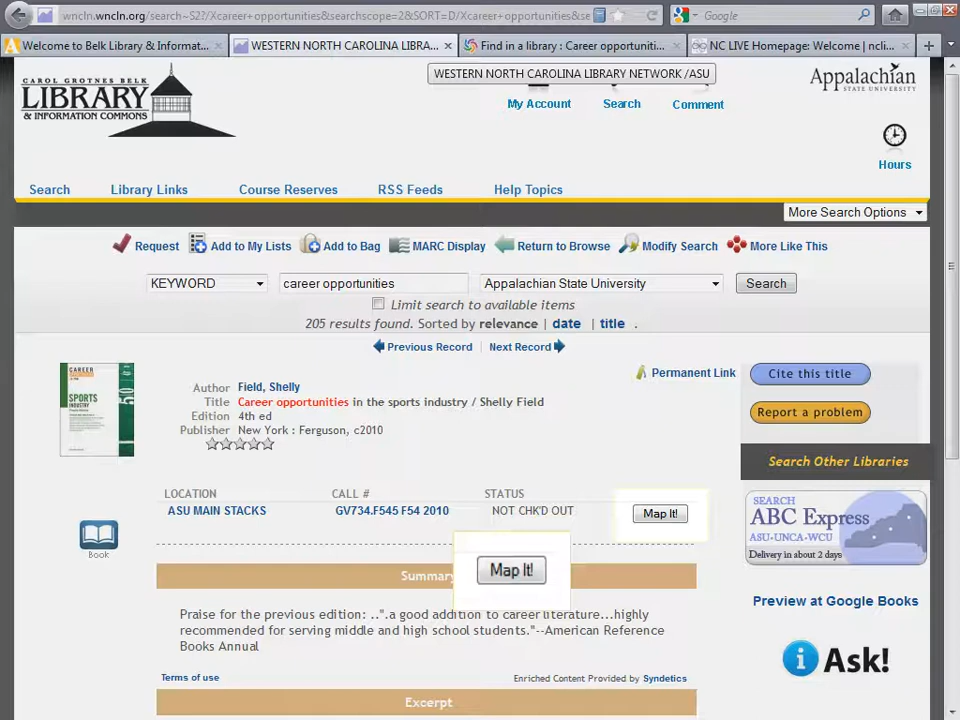 wncln.org/search~S2?/Xcareer+opportunities&searchscope=2&SORT=D/Xcareer+opportunities&se
Google
Welcome to Belk Library & Informat...
WESTERN NORTH CAROLINA LIBRA...
Find in a library : Career opportuniti...
NC LIVE Homepage: Welcome | ncli...
WESTERN NORTH CAROLINA LIBRARY NETWORK /ASU
CAROL GROTNES BELK
LIBRARY
& INFORMATION COMMONS
My Account
Search
Comment
Appalachian
STATE UNIVERSITY
Hours
Search
Library Links
Course Reserves
RSS Feeds
Help Topics
More Search Options
Request
Add to My Lists
Add to Bag
MARC Display
Return to Browse
Modify Search
More Like This
KEYWORD
career opportunities
Appalachian State University
Search
Limit search to available items
205 results found. Sorted by relevance | date | title .
Previous Record | Next Record
CAREER
SPORTS
INDUSTRY
Author Field, Shelly
Title Career opportunities in the sports industry / Shelly Field
Edition 4th ed
Publisher New York : Ferguson, c2010
Permanent Link
Cite this title
Report a problem
Search Other Libraries
LOCATION CALL # STATUS
ASU MAIN STACKS GV734.F545 F54 2010 NOT CHK'D OUT Map It!
Book
Map It!
SEARCH
ABC Express
ASU·UNCA·WCU
Delivery in about 2 days
Summary
Praise for the previous edition: ..".a good addition to career literature...highly
recommended for serving middle and high school students."--American Reference
Books Annual
Preview at Google Books
i Ask!
Terms of use
Enriched Content Provided by Syndetics
Excerpt